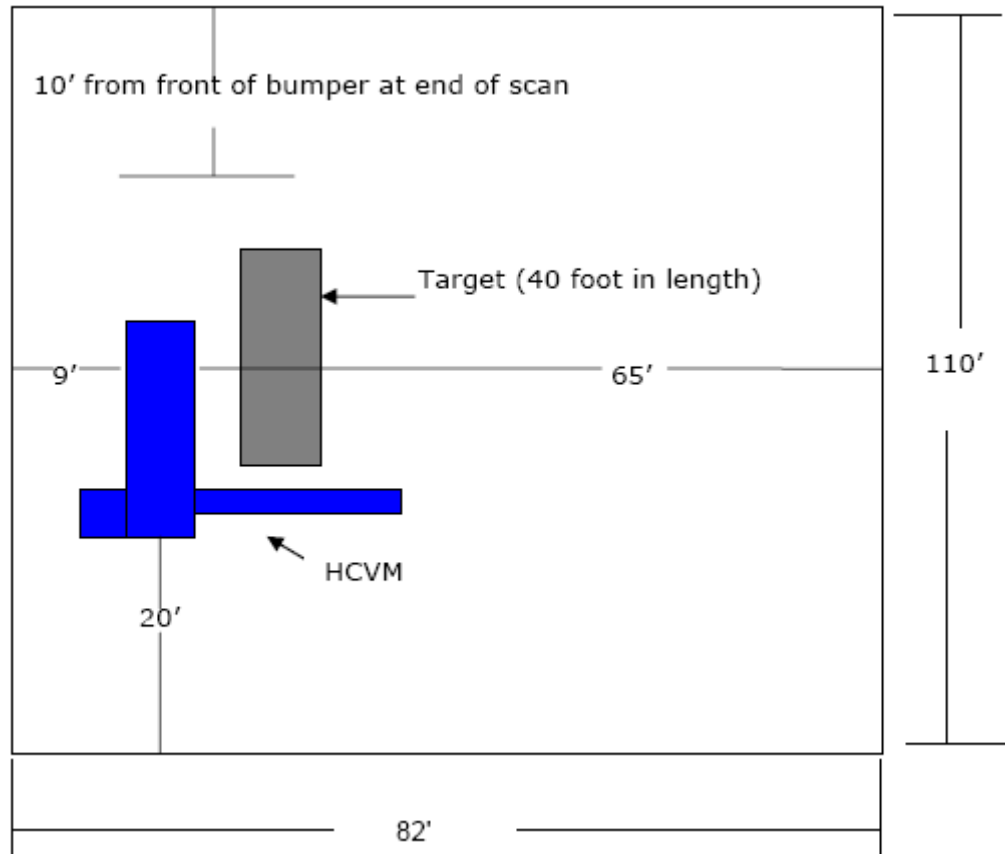 10’ from front of bumper at end of scan
Target (40 foot in length)
9’
65’
110’
HCVM
20’
82'